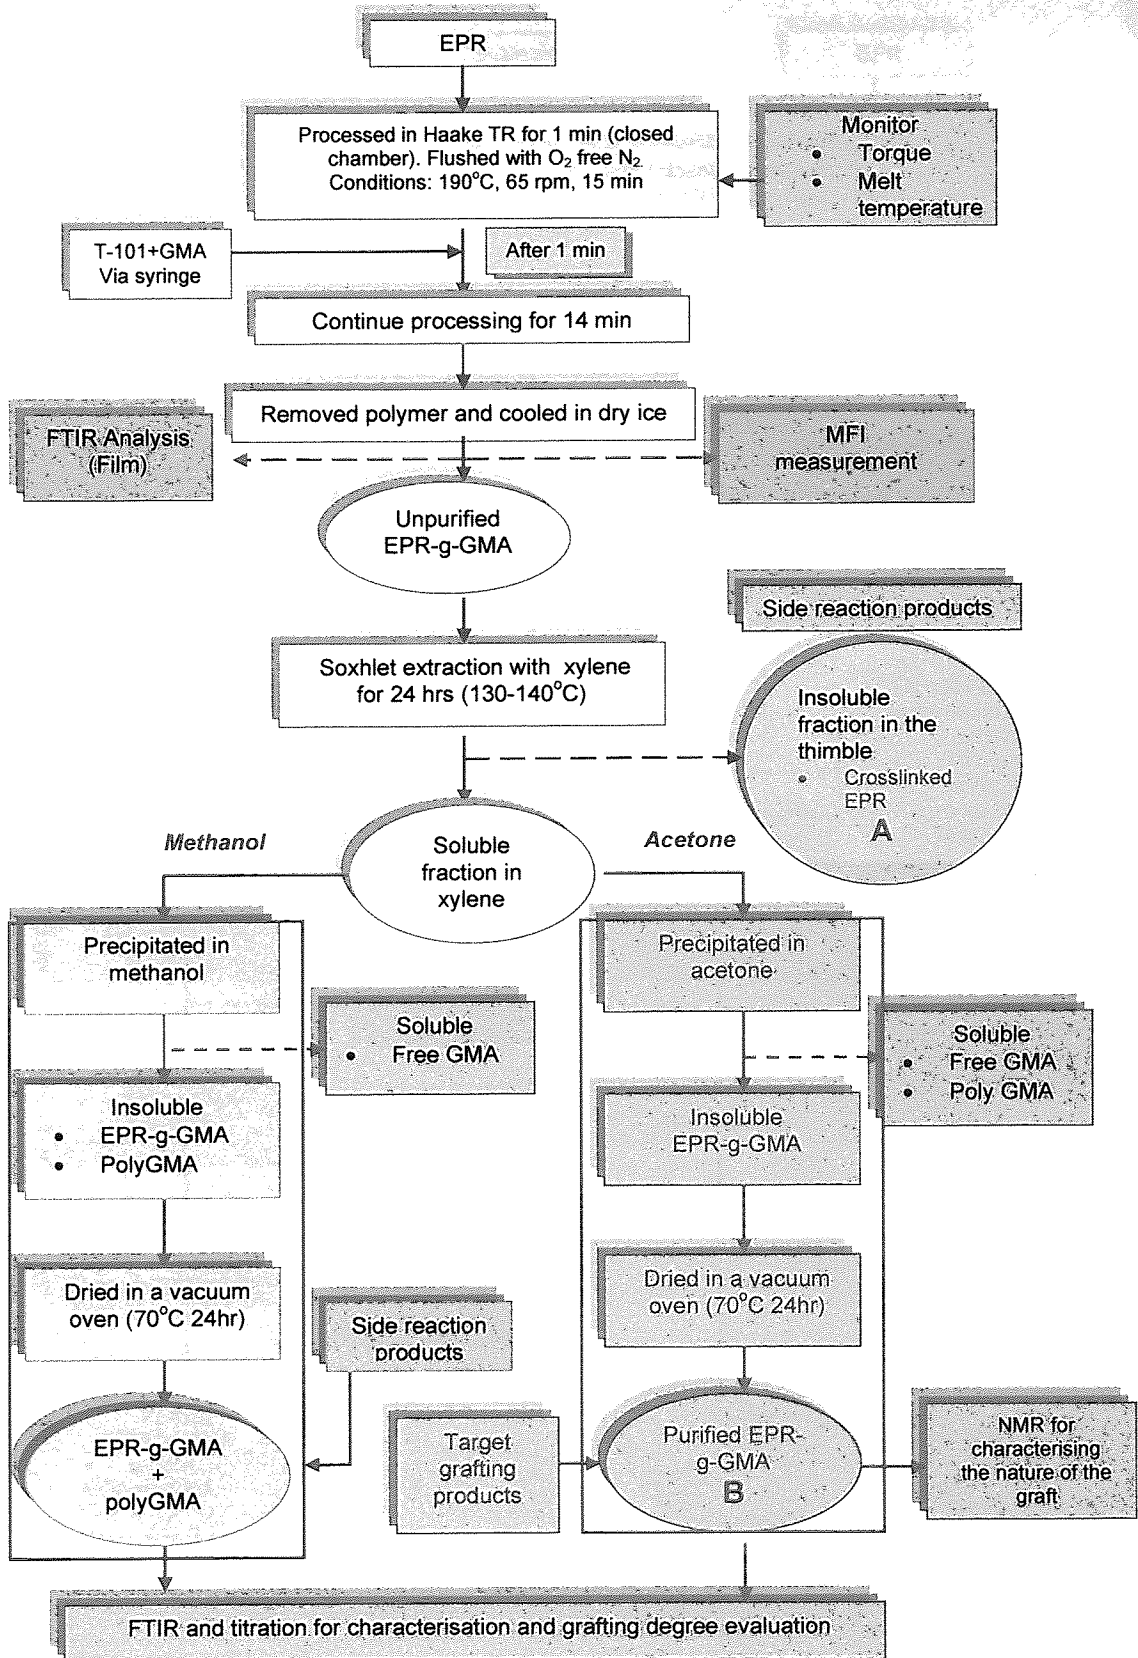 EPR
Processed in Haake TR for 1 min (closed
chamber). Flushed with O2 free N2.
Conditions: 190°C, 65 rpm, 15 min
Monitor
• Torque
• Melt
temperature
T-101+GMA
Via syringe
After 1 min
Continue processing for 14 min
Removed polymer and cooled in dry ice
FTIR Analysis
(Film)
MFI
measurement
Unpurified
EPR-g-GMA
Side reaction products
Soxhlet extraction with xylene
for 24 hrs (130-140°C)
Insoluble
fraction in the
thimble
• Crosslinked
EPR
A
Methanol
Soluble
fraction in
xylene
Acetone
Precipitated in
methanol
Precipitated in
acetone
Soluble
• Free GMA
Soluble
• Free GMA
• Poly GMA
Insoluble
• EPR-g-GMA
• PolyGMA
Insoluble
EPR-g-GMA
Dried in a vacuum
oven (70°C 24hr)
Dried in a vacuum
oven (70°C 24hr)
Side reaction
products
EPR-g-GMA
+
polyGMA
Target
grafting
products
Purified EPR-
g-GMA
B
NMR for
characterising
the nature of the
graft
FTIR and titration for characterisation and grafting degree evaluation